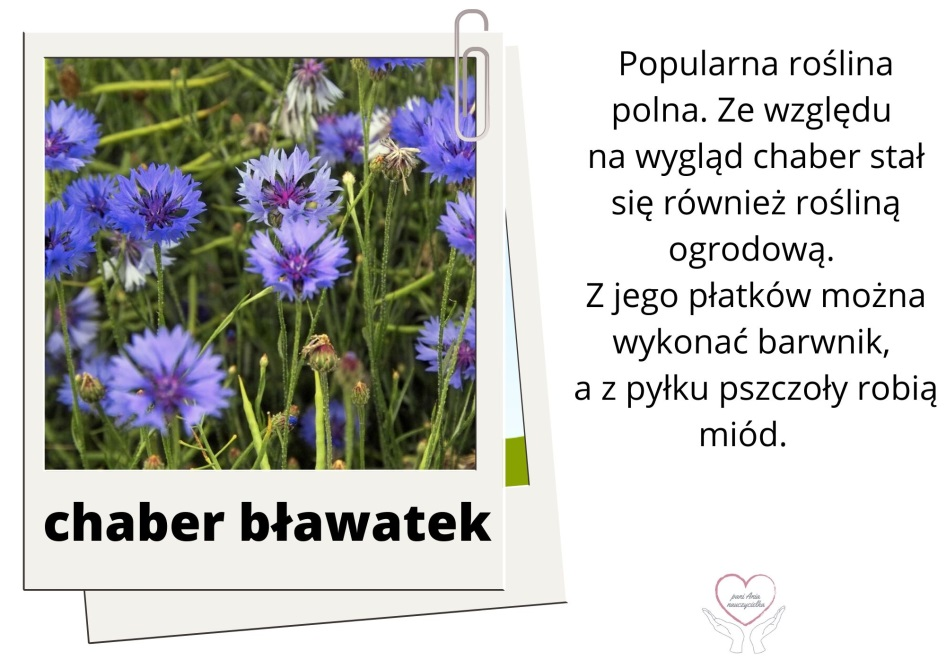 Popularna roślina
polna. Ze względu
na wygląd chaber stał
się również rośliną
ogrodową.
Z jego płatków można
wykonać barwnik,
a z pyłku pszczoły robią
miód.
chaber bławatek
pani Ania
nauczycielka